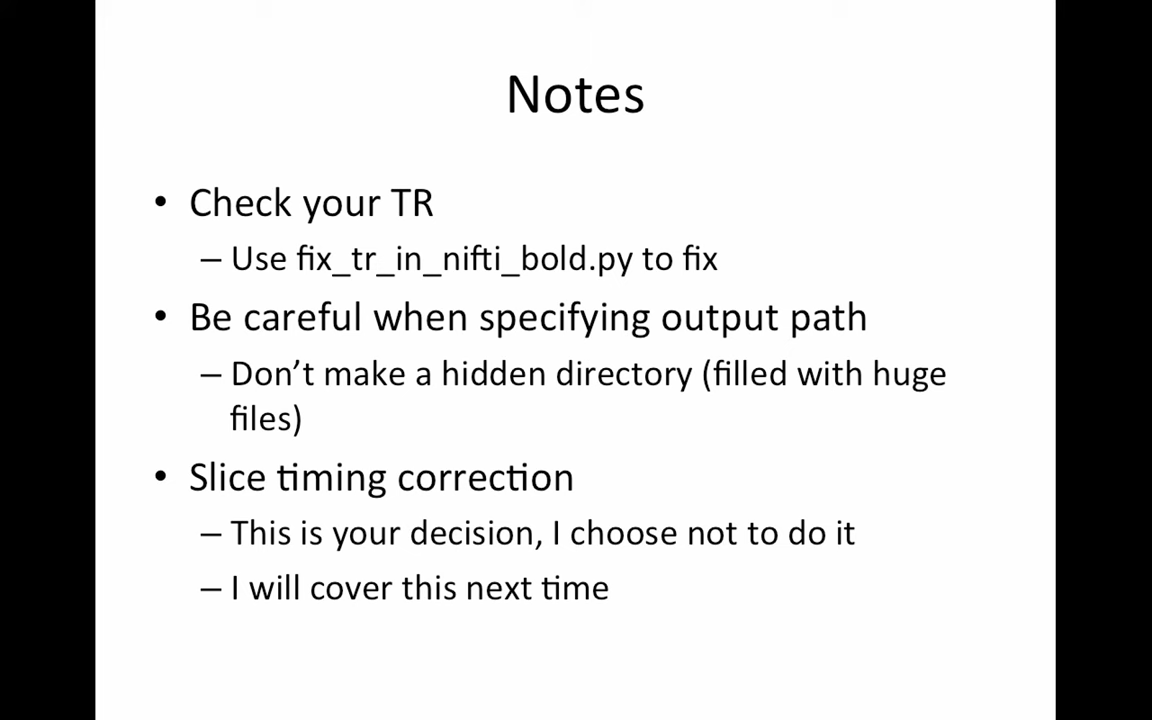 Notes
• Check your TR
– Use fix_tr_in_nifti_bold.py to fix
• Be careful when specifying output path
– Don’t make a hidden directory (filled with huge
files)
• Slice timing correction
– This is your decision, I choose not to do it
– I will cover this next time